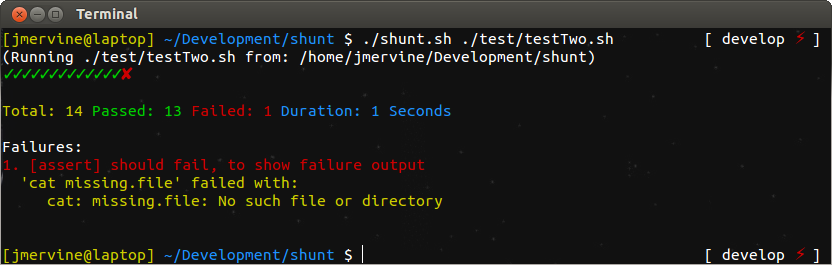 Terminal
[jmervine@laptop] ~/Development/shunt $ ./shunt.sh ./test/testTwo.sh [ develop ⚡ ]
(Running ./test/testTwo.sh from: /home/jmervine/Development/shunt)
✓✓✓✓✓✓✓✓✓✓✓✓✓✘
Total: 14 Passed: 13 Failed: 1 Duration: 1 Seconds
Failures:
1. [assert] should fail, to show failure output
'cat missing.file' failed with:
cat: missing.file: No such file or directory
[jmervine@laptop] ~/Development/shunt $ [ develop ⚡ ]